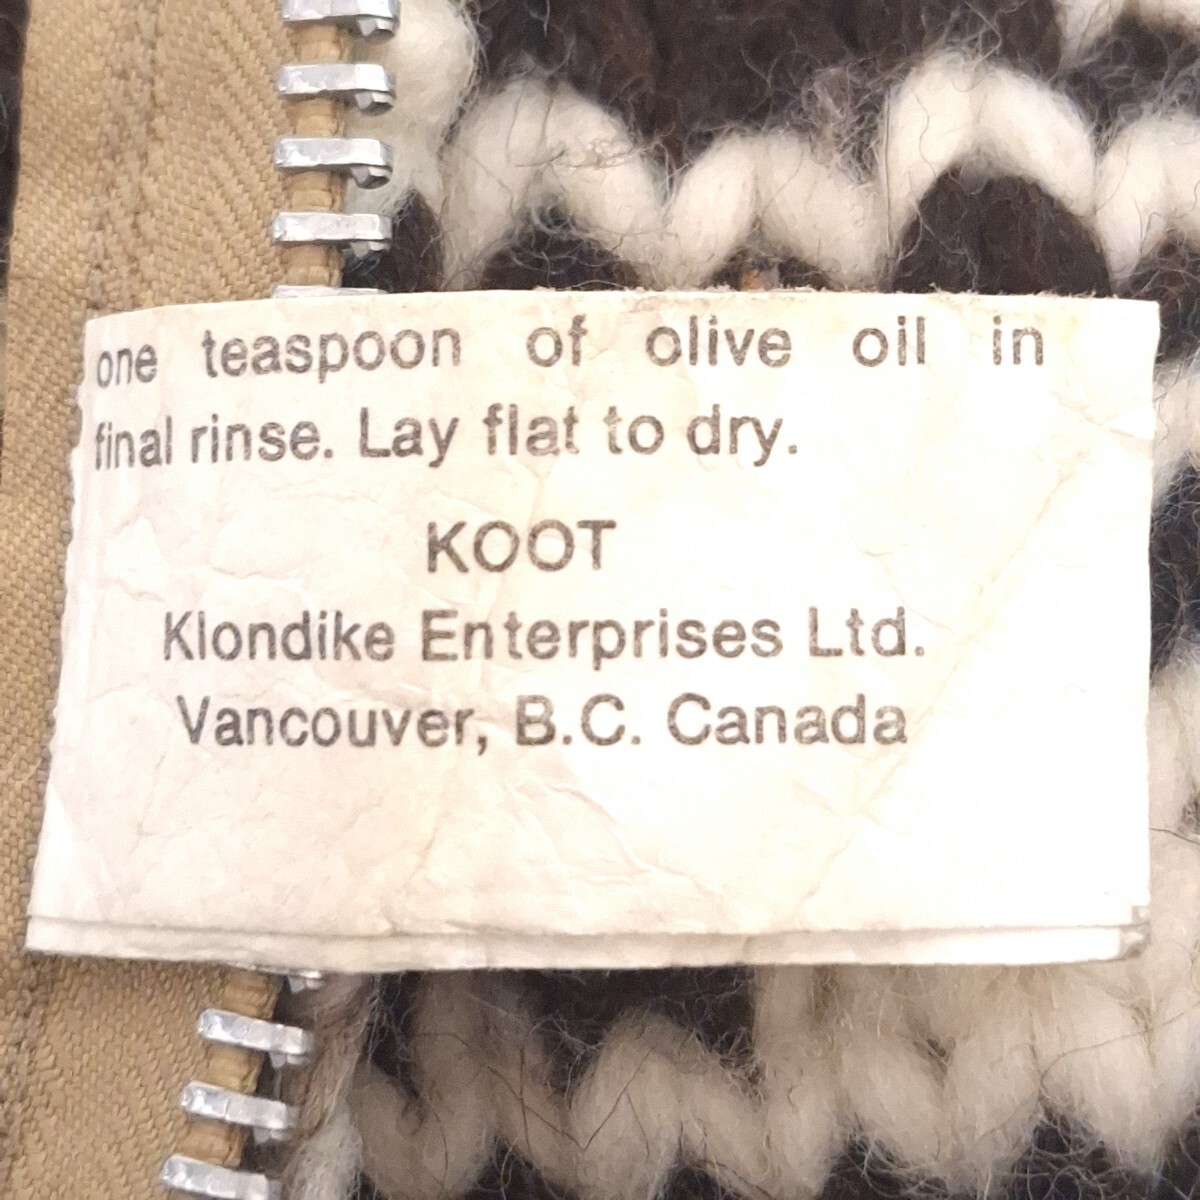 one teaspoon of olive oil in
final rinse. Lay flat to dry.
KOOT
Klondike Enterprises Ltd.
Vancouver, B.C. Canada